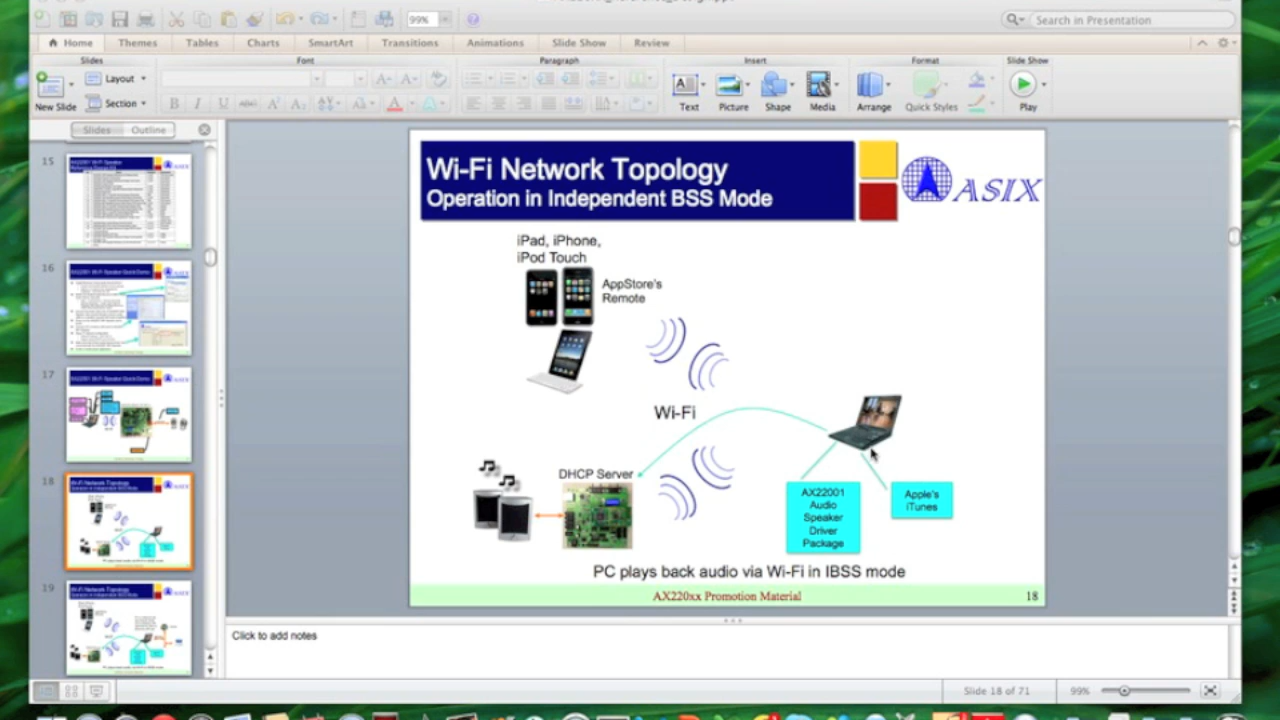 99%
Search in Presentation
Home
Themes
Tables
Charts
SmartArt
Transitions
Animations
Slide Show
Review
Slides
Font
Paragraph
Insert
Format
Slide Show
New Slide
Layout
Section
B I U ABC
Text
Picture
Shape
Media
Arrange
Quick Styles
Play
Slides
Outline
15
16
17
18
19
Wi-Fi Network Topology
Operation in Independent BSS Mode
ASIX
iPad, iPhone,
iPod Touch
AppStore's
Remote
Wi-Fi
DHCP Server
AX22001
Audio
Speaker
Driver
Package
Apple's
iTunes
PC plays back audio via Wi-Fi in IBSS mode
AX220xx Promotion Material
18
Click to add notes
Slide 18 of 71
99%